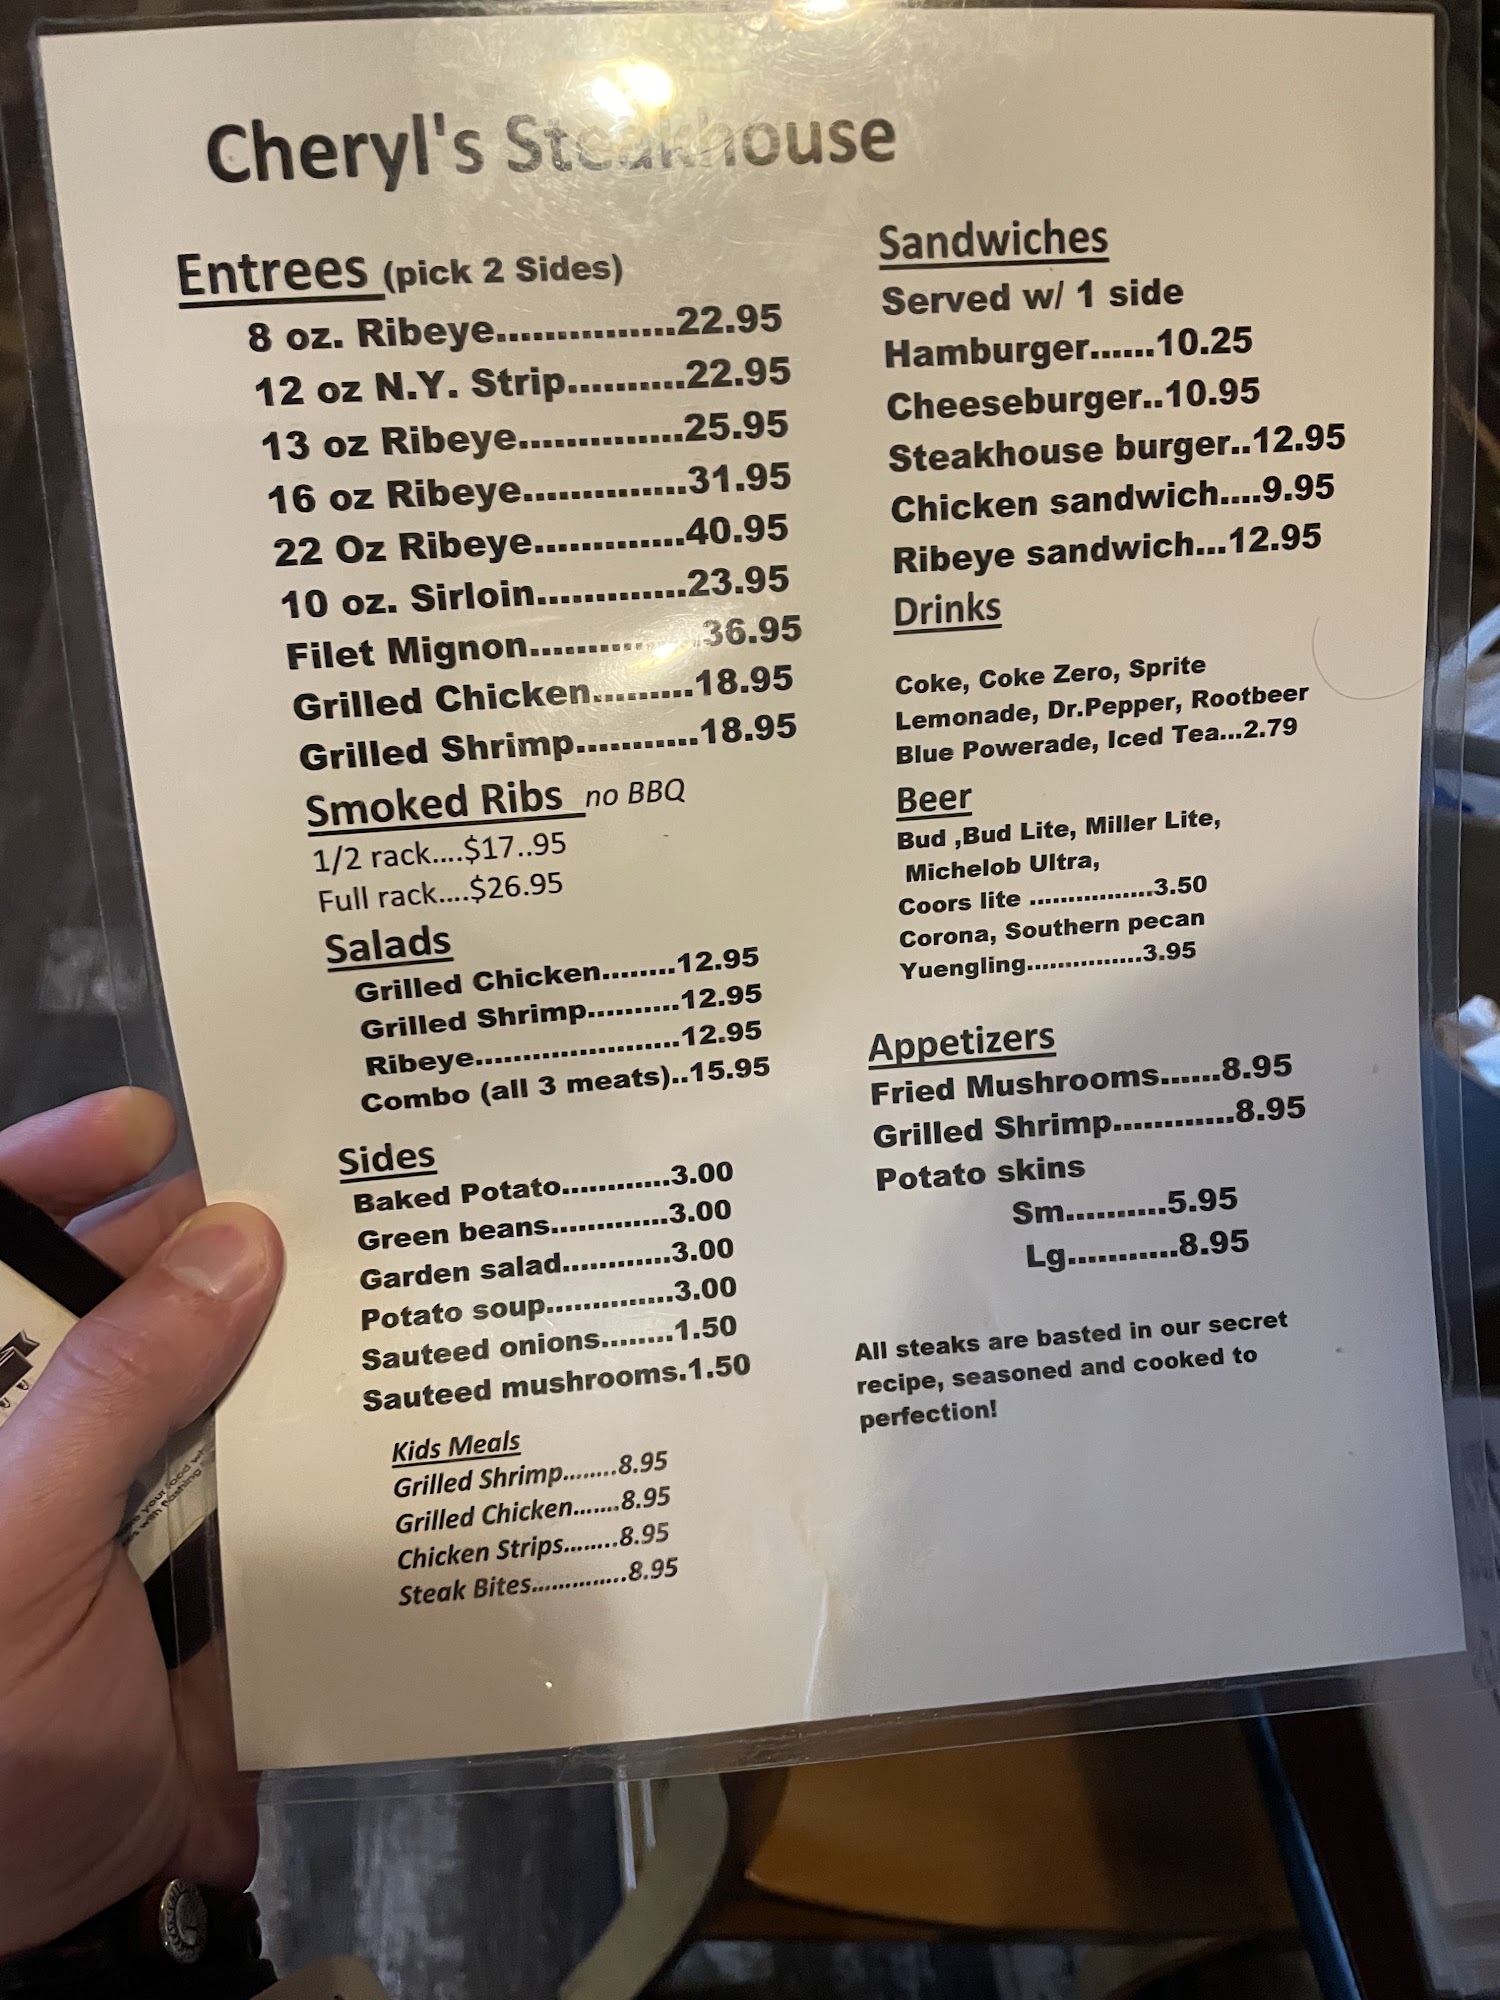 Cheryl's Steakhouse
Entrees (pick 2 Sides)
8 oz. Ribeye...............22.95
12 oz N.Y. Strip..........22.95
13 oz Ribeye..............25.95
16 oz Ribeye..............31.95
22 Oz Ribeye.............40.95
10 oz. Sirloin.............23.95
Filet Mignon...............36.95
Grilled Chicken.........18.95
Grilled Shrimp...........18.95
Smoked Ribs no BBQ
1/2 rack....$17..95
Full rack....$26.95
Salads
Grilled Chicken........12.95
Grilled Shrimp..........12.95
Ribeye......................12.95
Combo (all 3 meats)..15.95
Sides
Baked Potato............3.00
Green beans.............3.00
Garden salad............3.00
Potato soup..............3.00
Sauteed onions........1.50
Sauteed mushrooms.1.50
Kids Meals
Grilled Shrimp........8.95
Grilled Chicken.......8.95
Chicken Strips........8.95
Steak Bites..............8.95
Sandwiches
Served w/ 1 side
Hamburger......10.25
Cheeseburger..10.95
Steakhouse burger..12.95
Chicken sandwich....9.95
Ribeye sandwich...12.95
Drinks
Coke, Coke Zero, Sprite
Lemonade, Dr.Pepper, Rootbeer
Blue Powerade, Iced Tea...2.79
Beer
Bud ,Bud Lite, Miller Lite,
Michelob Ultra,
Coors lite ................3.50
Corona, Southern pecan
Yuengling...............3.95
Appetizers
Fried Mushrooms......8.95
Grilled Shrimp............8.95
Potato skins
Sm..........5.95
Lg...........8.95
All steaks are basted in our secret
recipe, seasoned and cooked to
perfection!